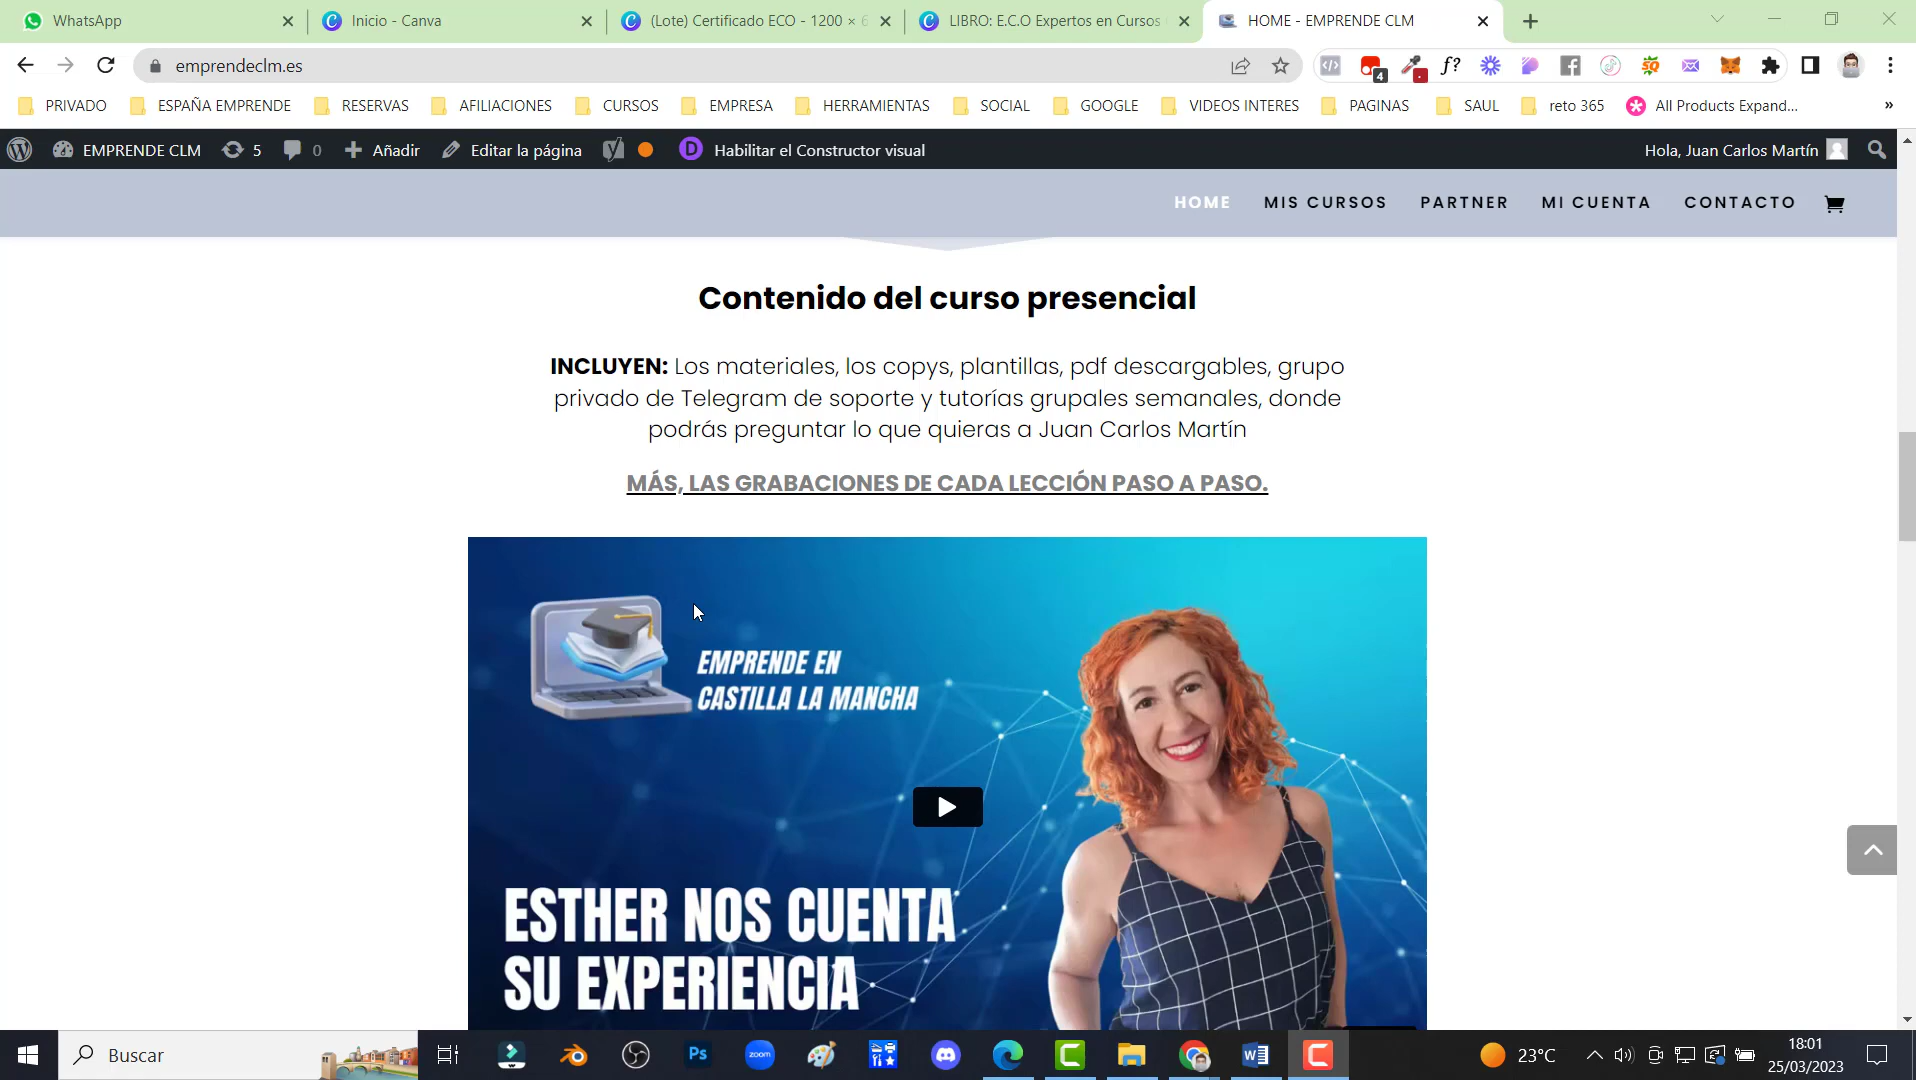 WhatsApp
Inicio - Canva
(Lote) Certificado ECO - 1200 × 6
LIBRO: E.C.O Expertos en Cursos
HOME - EMPRENDE CLM
emprendeclm.es
4
f?
PRIVADO
ESPAÑA EMPRENDE
RESERVAS
AFILIACIONES
CURSOS
EMPRESA
HERRAMIENTAS
SOCIAL
GOOGLE
VIDEOS INTERES
PAGINAS
SAUL
reto 365
All Products Expand...
»
EMPRENDE CLM
5
0
Añadir
Editar la página
D
Habilitar el Constructor visual
Hola, Juan Carlos Martín
HOME
MIS CURSOS
PARTNER
MI CUENTA
CONTACTO
Contenido del curso presencial
INCLUYEN: Los materiales, los copys, plantillas, pdf descargables, grupo
privado de Telegram de soporte y tutorías grupales semanales, donde
podrás preguntar lo que quieras a Juan Carlos Martín
MÁS, LAS GRABACIONES DE CADA LECCIÓN PASO A PASO.
EMPRENDE EN
CASTILLA LA MANCHA
ESTHER NOS CUENTA
SU EXPERIENCIA
Buscar
Ps
zoom
23°C
18:01
25/03/2023